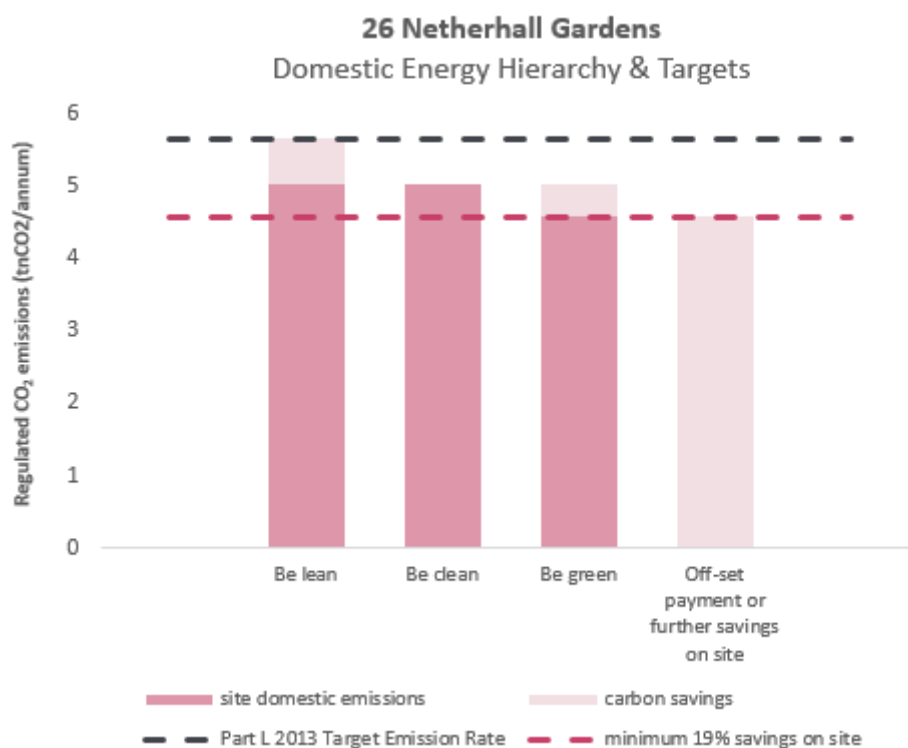 26 Netherhall Gardens
Domestic Energy Hierarchy & Targets
Regulated CO₂ emissions (tnCO2/annum)
6
5
4
3
2
1
0
Be lean
Be clean
Be green
Off-set
payment or
further savings
on site
site domestic emissions
carbon savings
Part L 2013 Target Emission Rate
minimum 19% savings on site